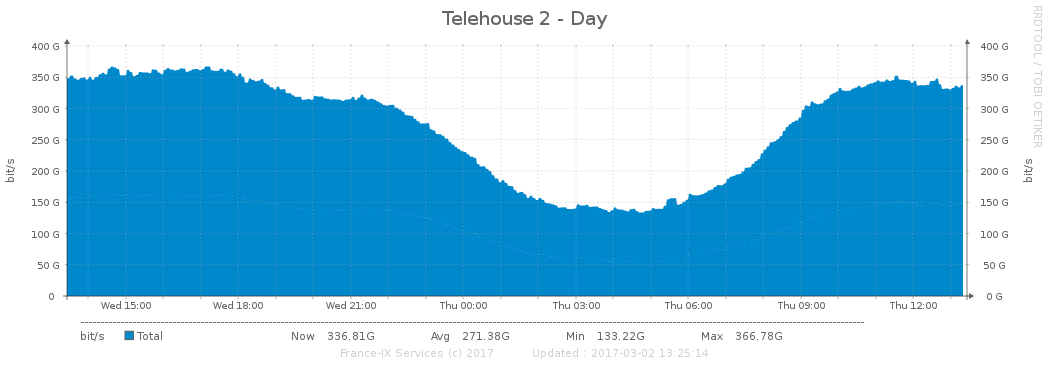 Telehouse 2 - Day
RRDTOOL / TOBI OETIKER
400 G 400 G
350 G 350 G
300 G 300 G
250 G 250 G
200 G 200 G
150 G 150 G
100 G 100 G
50 G 50 G
0 0 G
bit/s bit/s
Wed 15:00 Wed 18:00 Wed 21:00 Thu 00:00 Thu 03:00 Thu 06:00 Thu 09:00 Thu 12:00
bit/s Total Now 336.81G Avg 271.38G Min 133.22G Max 366.78G
France-IX Services (c) 2017 Updated : 2017-03-02 13:25:14